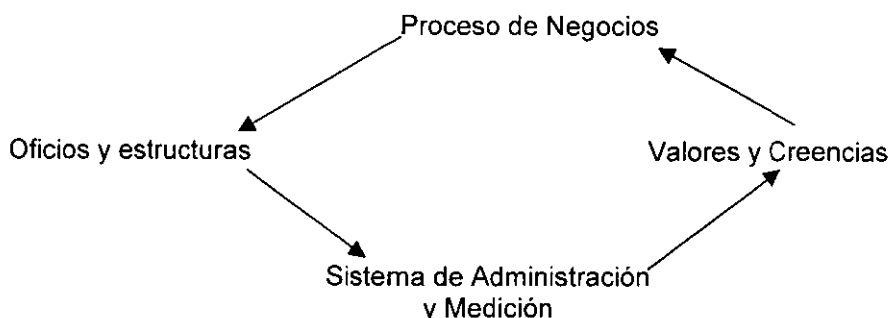 Proceso de Negocios
Oficios y estructuras
Valores y Creencias
Sistema de Administración
y Medición